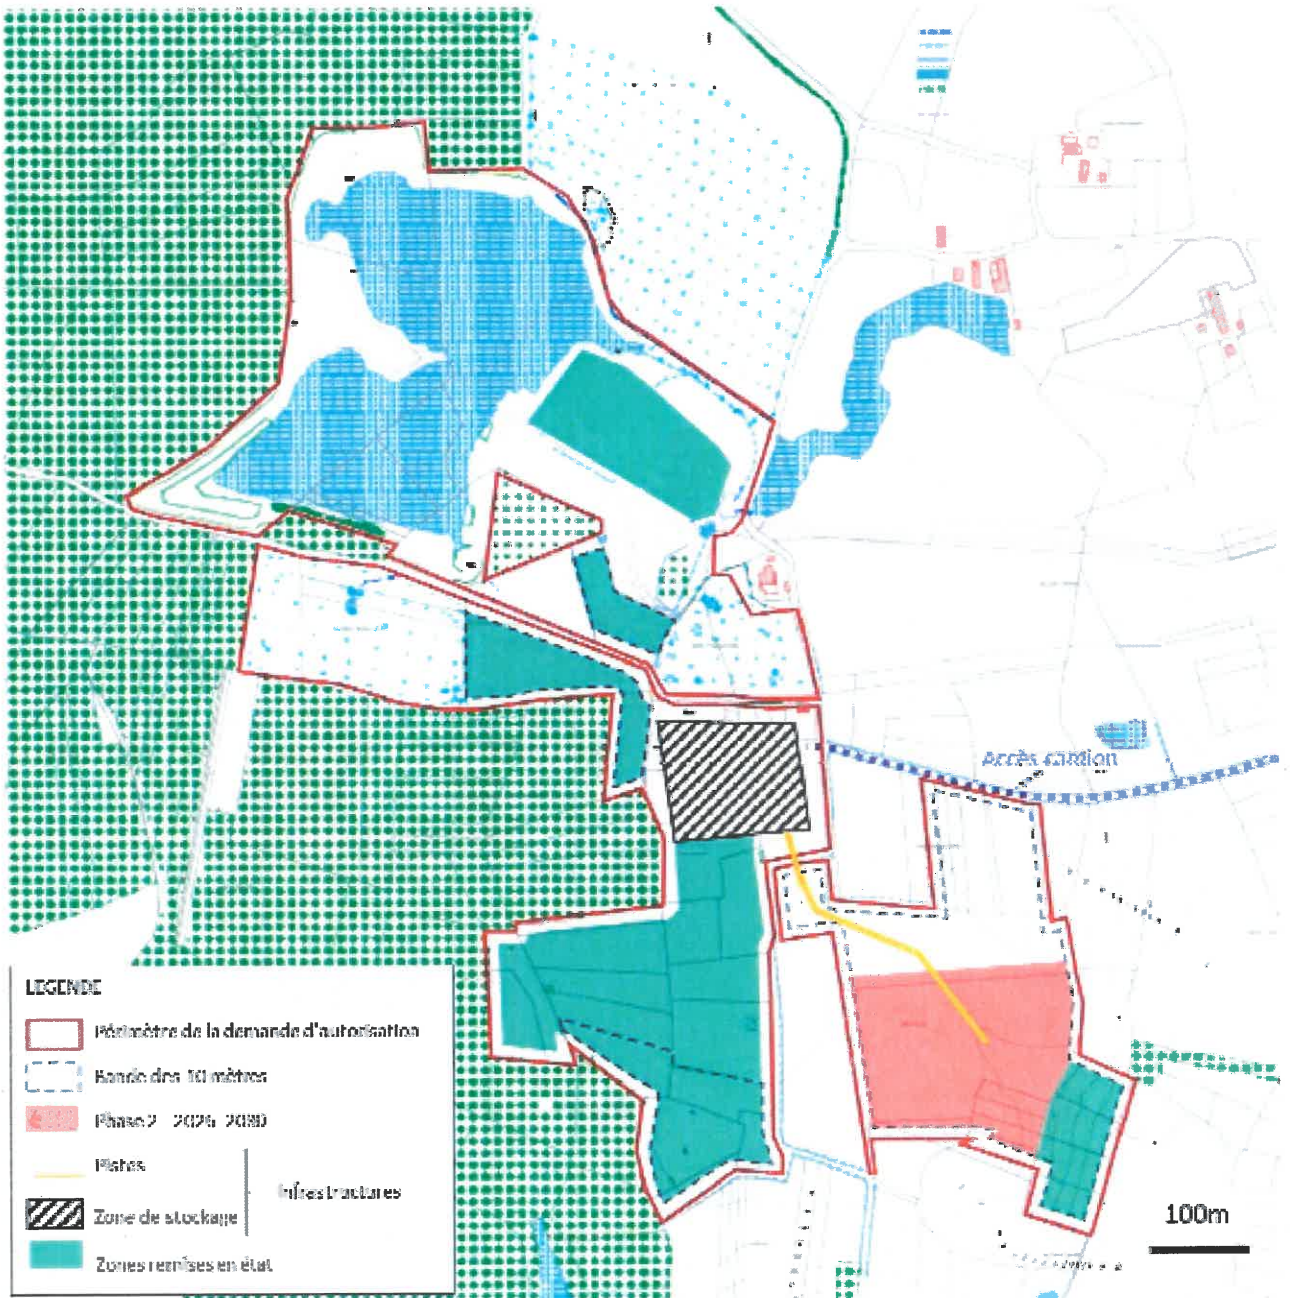 Accès camion
LEGENDE
Périmètre de la demande d'autorisation
Bande des 10 mètres
Phase 2 2026-2030
Pistes
Infrastructures
Zone de stockage
Zones remises en état
100m